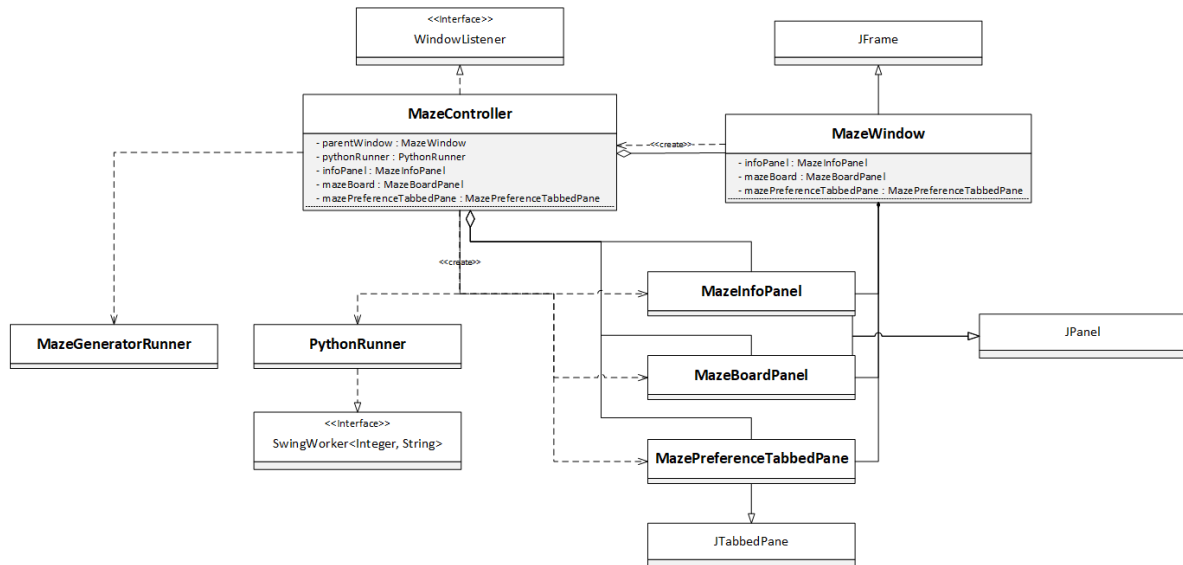 <<Interface>>
WindowListener
JFrame
MazeController
- parentWindow : MazeWindow
- pythonRunner : PythonRunner
- infoPanel : MazeInfoPanel
- mazeBoard : MazeBoardPanel
- mazePreferenceTabbedPane : MazePreferenceTabbedPane
<<create>>
MazeWindow
- infoPanel : MazeInfoPanel
- mazeBoard : MazeBoardPanel
- mazePreferenceTabbedPane : MazePreferenceTabbedPane
<<create>>
MazeInfoPanel
MazeGeneratorRunner
PythonRunner
JPanel
MazeBoardPanel
<<Interface>>
SwingWorker<Integer, String>
MazePreferenceTabbedPane
JTabbedPane